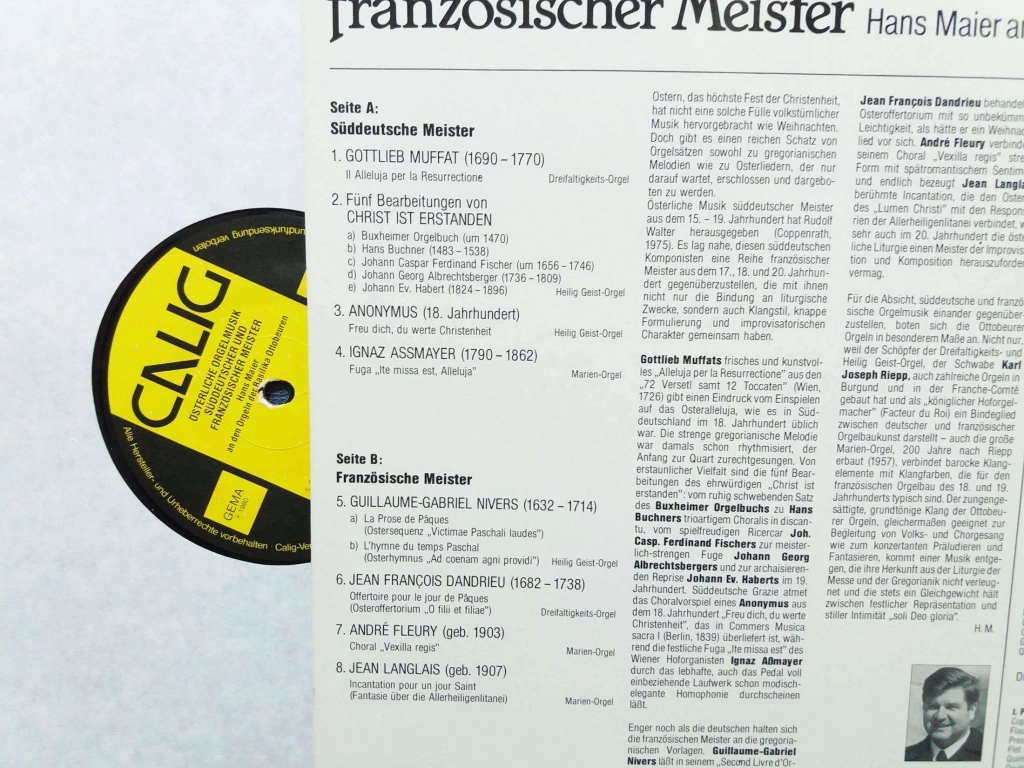 französischer Meister Hans Maier
Seite A:
Süddeutsche Meister
1. GOTTLIEB MUFFAT (1690 – 1770)
Il Alleluja per la Resurrectione Dreifaltigkeits-Orgel
2. Fünf Bearbeitungen von
CHRIST IST ERSTANDEN
a) Buxheimer Orgelbuch (um 1470)
b) Hans Buchner (1483 – 1538)
c) Johann Caspar Ferdinand Fischer (um 1656 – 1746)
d) Johann Georg Albrechtsberger (1736 – 1809)
e) Johann Ev. Habert (1824 – 1896) Heilig Geist-Orgel
3. ANONYMUS (18. Jahrhundert)
Freu dich, du werte Christenheit Heilig Geist-Orgel
4. IGNAZ ASSMAYER (1790 – 1862)
Fuga „Ite missa est, Alleluja" Marien-Orgel
Seite B:
Französische Meister
5. GUILLAUME-GABRIEL NIVERS (1632 – 1714)
a) La Prose de Pâques
(Ostersequenz „Victimae Paschali laudes")
b) L'hymne du temps Paschal
(Osterhymnus „Ad coenam agni providi") Heilig Geist-Orgel
6. JEAN FRANÇOIS DANDRIEU (1682 – 1738)
Offertoire pour le jour de Pâques
(Osteroffertorium „O filii et filiae") Dreifaltigkeits-Orgel
7. ANDRÉ FLEURY (geb. 1903)
Choral „Vexilla regis" Marien-Orgel
8. JEAN LANGLAIS (geb. 1907)
Incantation pour un jour Saint
(Fantasie über die Allerheiligenlitanei) Marien-Orgel
Ostern, das höchste Fest der Christenheit,
hat nicht eine solche Fülle volkstümlicher
Musik hervorgebracht wie Weihnachten.
Doch gibt es einen reichen Schatz von
Orgelsätzen sowohl zu gregorianischen
Melodien wie zu Osterliedern, der nur
darauf wartet, erschlossen und dargebo-
ten zu werden.
Österliche Musik süddeutscher Meister
aus dem 15. – 19. Jahrhundert hat Rudolf
Walter herausgegeben (Coppenrath,
1975). Es lag nahe, diesen süddeutschen
Komponisten eine Reihe französischer
Meister aus dem 17., 18. und 20. Jahrhun-
dert gegenüberzustellen, die mit ihnen
nicht nur die Bindung an liturgische
Zwecke, sondern auch Klangstil, knappe
Formulierung und improvisatorischen
Charakter gemeinsam haben.
Gottlieb Muffats frisches und kunstvol-
les „Alleluja per la Resurrectione" aus den
„72 Versetl samt 12 Toccaten" (Wien,
1726) gibt einen Eindruck vom Einspielen
auf das Osteralleluja, wie es in Süd-
deutschland im 18. Jahrhundert üblich
war. Die strenge gregorianische Melodie
war damals schon rhythmisiert, der
Anfang zur Quart zurechtgesungen. Von
erstaunlicher Vielfalt sind die fünf Bear-
beitungen des ehrwürdigen „Christ ist
erstanden": vom ruhig schwebenden Satz
des Buxheimer Orgelbuchs zu Hans
Buchners trioartigem Choralis in discan-
tu, vom spielfreudigen Ricercar Joh.
Casp. Ferdinand Fischers zur meister-
lich-strengen Fuge Johann Georg
Albrechtsbergers und zur archaisieren-
den Reprise Johann Ev. Haberts im 19.
Jahrhundert. Süddeutsche Grazie atmet
das Choralvorspiel eines Anonymus aus
dem 18. Jahrhundert „Freu dich, du werte
Christenheit", das in Commers Musica
sacra I (Berlin, 1839) überliefert ist, wäh-
rend die festliche Fuga „Ite missa est" des
Wiener Hoforganisten Ignaz Aßmayer
durch das lebhafte, auch das Pedal voll
einbeziehende Laufwerk schon modisch-
elegante Homophonie durchscheinen
läßt.
Enger noch als die deutschen halten sich
die französischen Meister an die gregoria-
nischen Vorlagen. Guillaume-Gabriel
Nivers läßt in seinem „Second Livre d'Or-
Jean François Dandrieu behande
Osteroffertorium mit so unbekümm
Leichtigkeit, als hätte er ein Weihnac
lied vor sich. André Fleury verbind
seinem Choral „Vexilla regis" stre
Form mit spätromantischem Sentim
und endlich bezeugt Jean Langla
berühmte Incantation, die den Oster
des „Lumen Christi" mit den Respon
rien der Allerheiligenlitanei verbindet, w
sehr auch im 20. Jahrhundert die öster
liche Liturgie einen Meister der Improvis
tion und Komposition herauszuforder
vermag.
Für die Absicht, süddeutsche und franzö
sische Orgelmusik einander gegenüber
zustellen, boten sich die Ottobeuren
Orgeln in besonderem Maße an. Nicht nur,
weil der Schöpfer der Dreifaltigkeits- und
Heilig Geist-Orgel, der Schwabe Karl
Joseph Riepp, auch zahlreiche Orgeln in
Burgund und in der Franche-Comté
gebaut hat und als „königlicher Hoforgel-
macher" (Facteur du Roi) ein Bindeglied
zwischen deutscher und französischer
Orgelbaukunst darstellt – auch die große
Marien-Orgel, 200 Jahre nach Riepp
erbaut (1957), verbindet barocke Klang-
elemente mit Klangfarben, die für den
französischen Orgelbau des 18. und 19.
Jahrhunderts typisch sind. Der zungenge-
sättigte, grundtönige Klang der Ottobeu-
rer Orgeln, gleichermaßen geeignet zur
Begleitung von Volks- und Chorgesang
wie zum konzertanten Präludieren und
Fantasieren, kommt einer Musik entge-
gen, die ihre Herkunft aus der Liturgie der
Messe und der Gregorianik nicht verleug-
net und die stets ein Gleichgewicht hält
zwischen festlicher Repräsentation und
stiller Intimität „soli Deo gloria".
H. M.
CALIG
ÖSTERLICHE ORGELMUSIK
SÜDDEUTSCHER UND
FRANZÖSISCHER MEISTER
Hans Maier
an den Orgeln der Basilika Ottobeuren
GEMA
1980
Alle Hersteller- und Urheberrechte vorbehalten · Calig-Ver
undfunksendung verboten